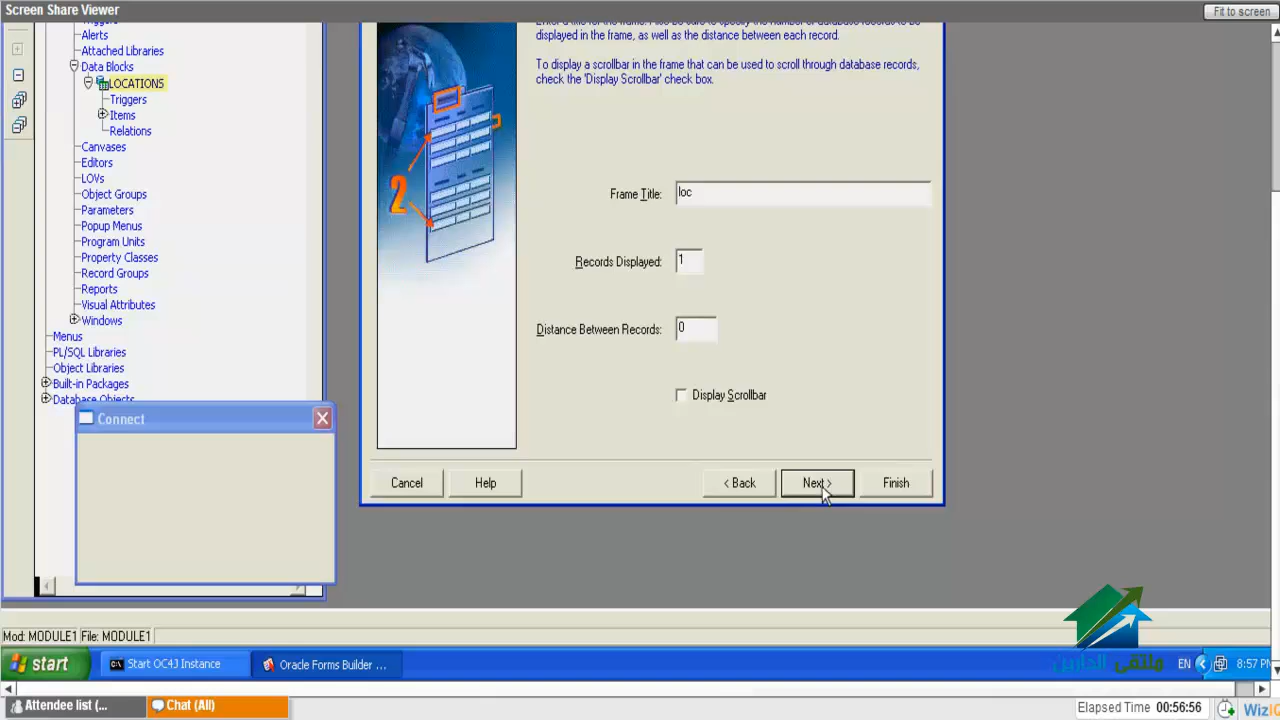 Screen Share Viewer
Fit to screen
Alerts
Attached Libraries
Data Blocks
LOCATIONS
Triggers
Items
Relations
Canvases
Editors
LOVs
Object Groups
Parameters
Popup Menus
Program Units
Property Classes
Record Groups
Reports
Visual Attributes
Windows
Menus
PL/SQL Libraries
Object Libraries
Built-in Packages
Database Objects
Connect
displayed in the frame, as well as the distance between each record.
To display a scrollbar in the frame that can be used to scroll through database records,
check the 'Display Scrollbar' check box.
2
Frame Title: loc
Records Displayed: 1
Distance Between Records: 0
Display Scrollbar
Cancel
Help
< Back
Next >
Finish
Mod: MODULE1 File: MODULE1
ملتقى الدارين
start
Start OC4J Instance
Oracle Forms Builder ...
EN
8:57 PM
Attendee list (...
Chat (All)
Elapsed Time 00:56:56
WizIQ